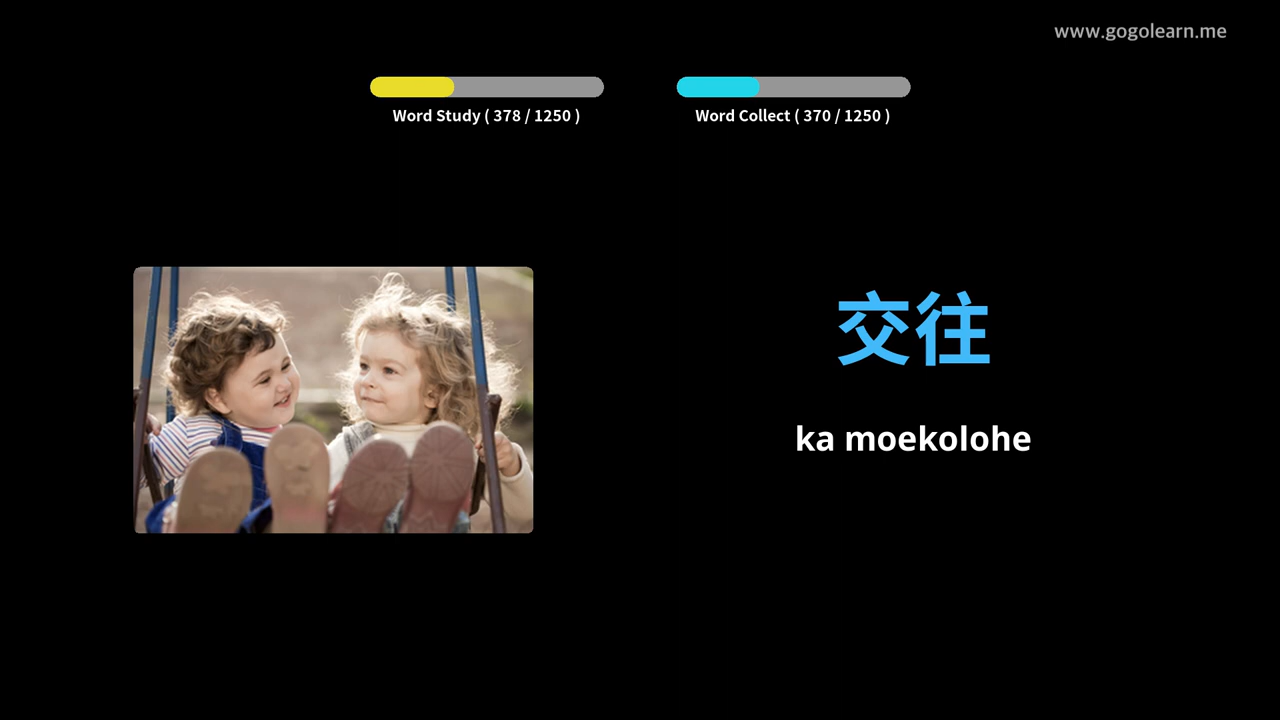 www.gogolearn.me
Word Study ( 378 / 1250 )
Word Collect ( 370 / 1250 )
交往
ka moekolohe